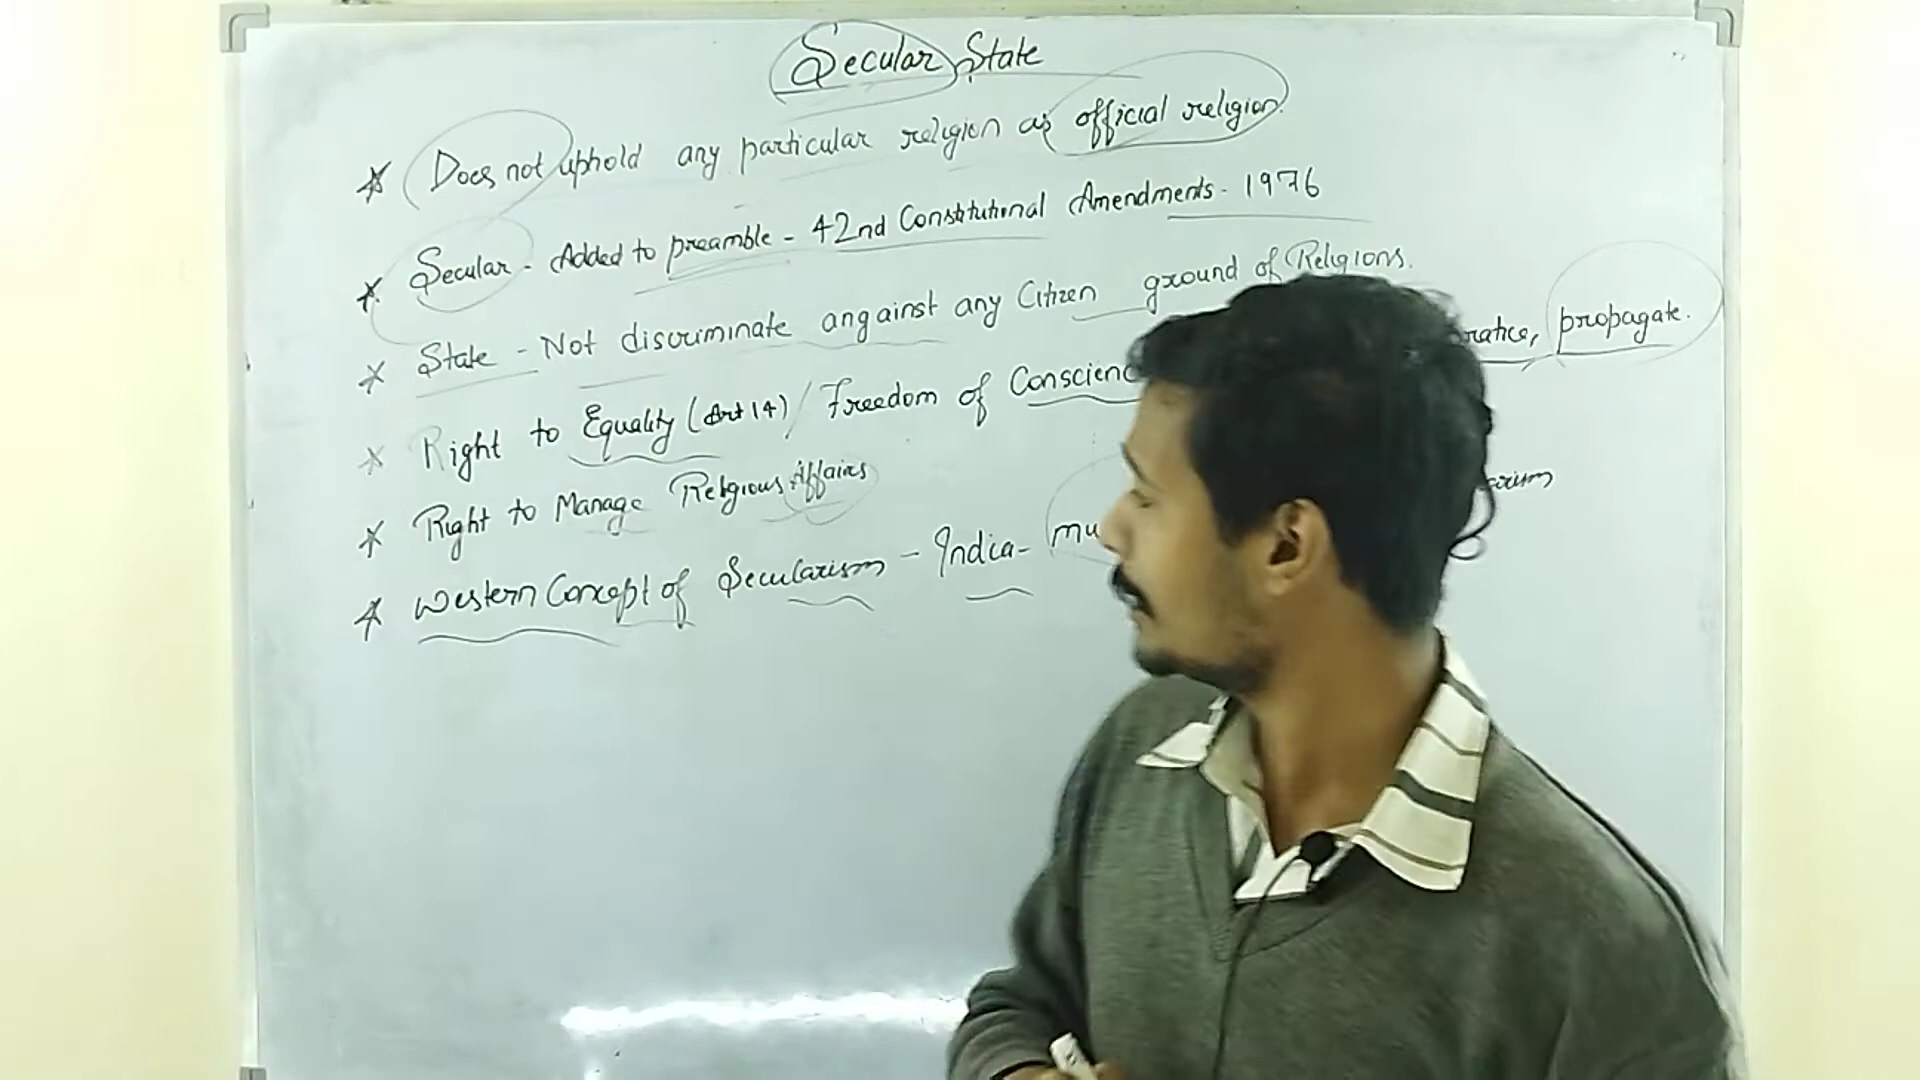 Secular State
Does not uphold any particular religion as official religion.
Secular - Added to preamble - 42nd Constitutional Amendments - 1976
State - Not discriminate angainst any Citizen ground of Religions.
Right to Equality (Art 14) / Freedom of Conscienc ratice, propagate.
Right to Manage Religious Affairs
Western Concept of Secularism - India - mu arism